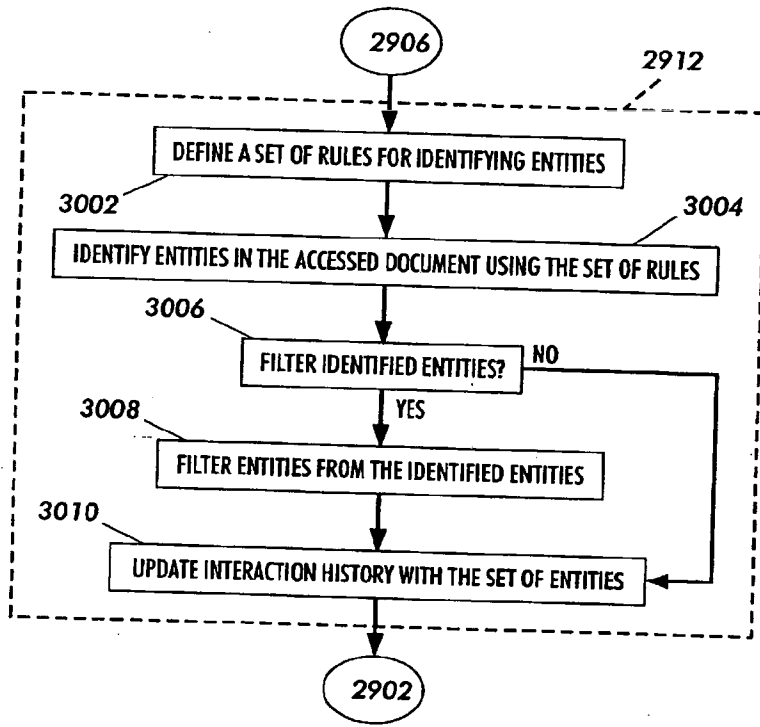 2906
2912
DEFINE A SET OF RULES FOR IDENTIFYING ENTITIES
3002
3004
IDENTIFY ENTITIES IN THE ACCESSED DOCUMENT USING THE SET OF RULES
3006
FILTER IDENTIFIED ENTITIES?
NO
YES
3008
FILTER ENTITIES FROM THE IDENTIFIED ENTITIES
3010
UPDATE INTERACTION HISTORY WITH THE SET OF ENTITIES
2902